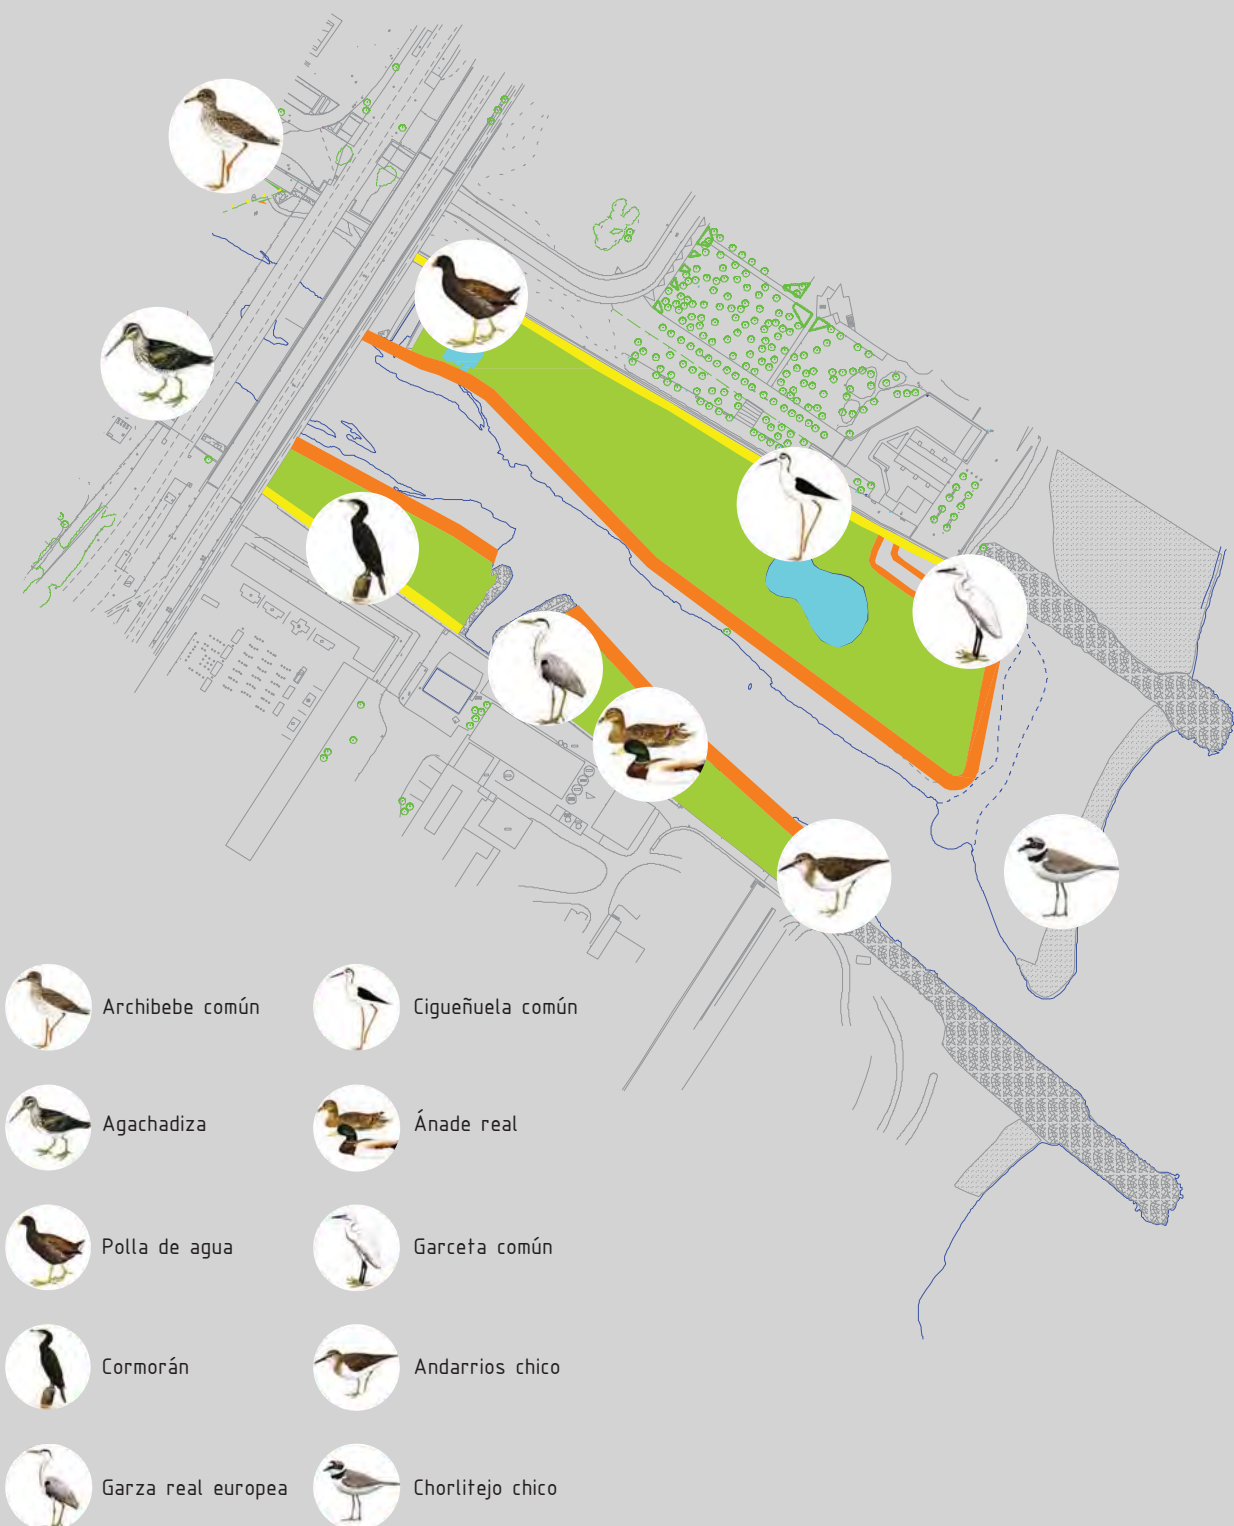 Archibebe común
Cigueñuela común
Agachadiza
Ánade real
Polla de agua
Garceta común
Cormorán
Andarrios chico
Garza real europea
Chorlitejo chico